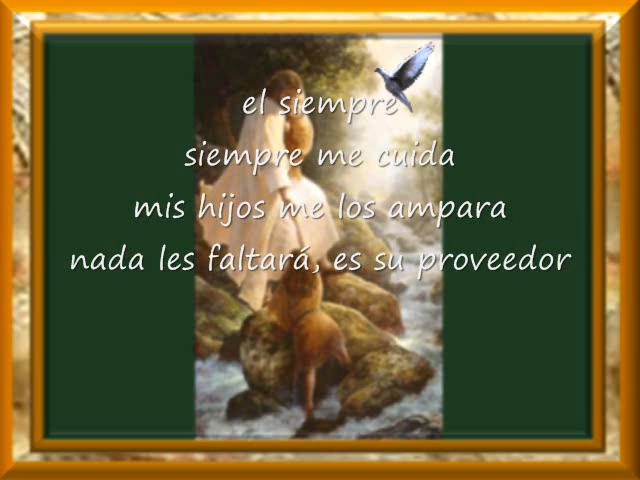 el siempre
siempre me cuida
mis hijos me los ampara
nada les faltará, es su proveedor